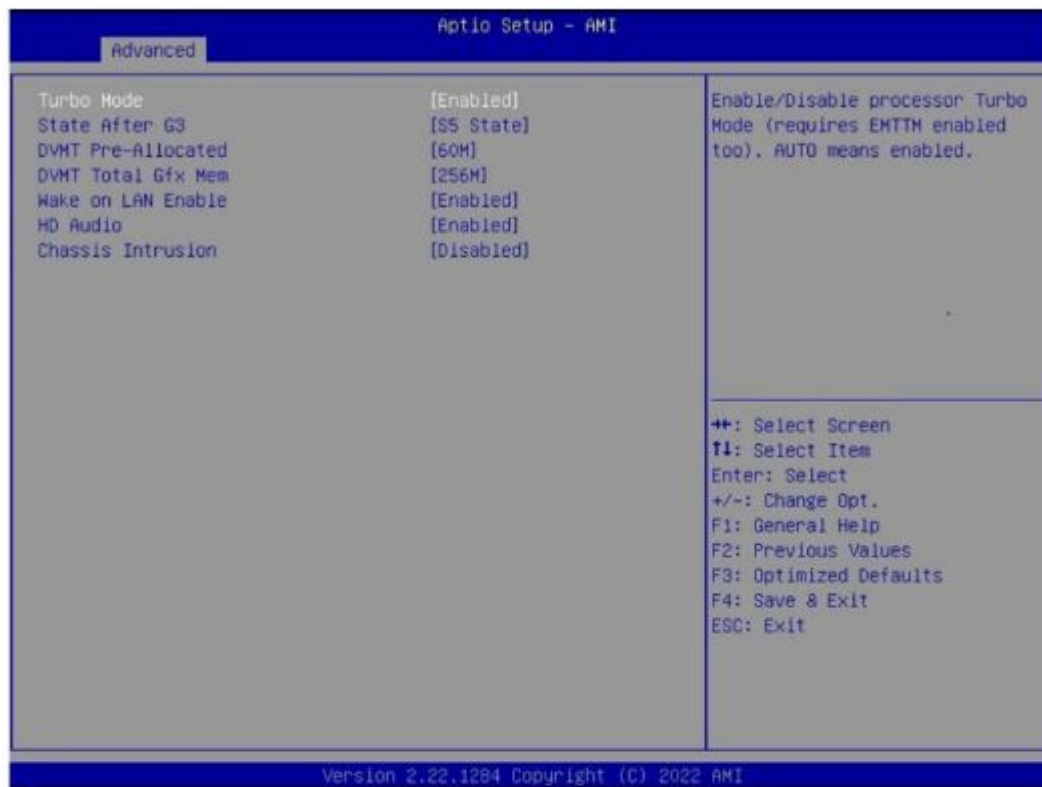 Aptio Setup - AMI
Advanced
Turbo Mode [Enabled]
State After G3 [S5 State]
DVMT Pre-Allocated [60M]
DVMT Total Gfx Mem [256M]
Wake on LAN Enable [Enabled]
HD Audio [Enabled]
Chassis Intrusion [Disabled]
Enable/Disable processor Turbo
Mode (requires EMTTM enabled
too). AUTO means enabled.
→←: Select Screen
↑↓: Select Item
Enter: Select
+/-: Change Opt.
F1: General Help
F2: Previous Values
F3: Optimized Defaults
F4: Save & Exit
ESC: Exit
Version 2.22.1284 Copyright (C) 2022 AMI